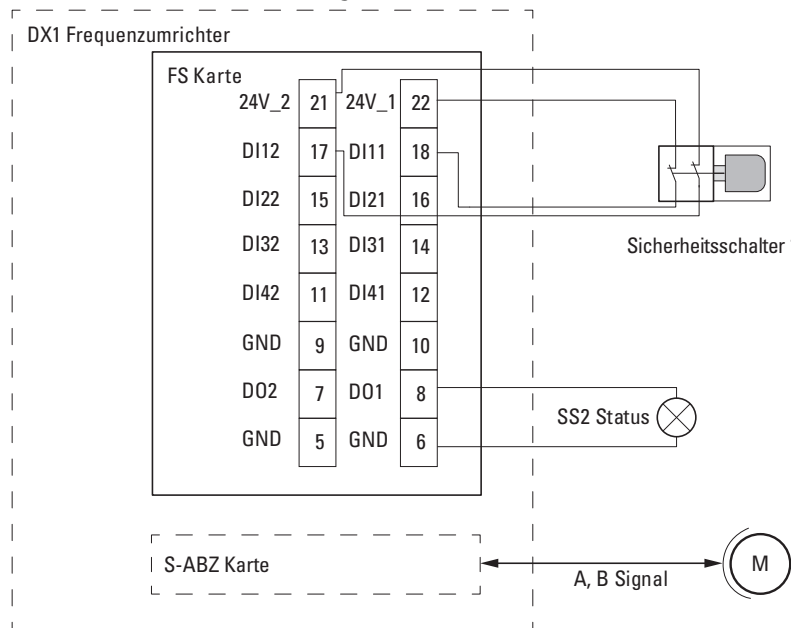 DX1 Frequenzumrichter
FS Karte
24V_2 21 24V_1 22
DI12 17 DI11 18
DI22 15 DI21 16
DI32 13 DI31 14
Sicherheitsschalter
DI42 11 DI41 12
GND 9 GND 10
DO2 7 DO1 8
SS2 Status
GND 5 GND 6
S-ABZ Karte
A, B Signal
M